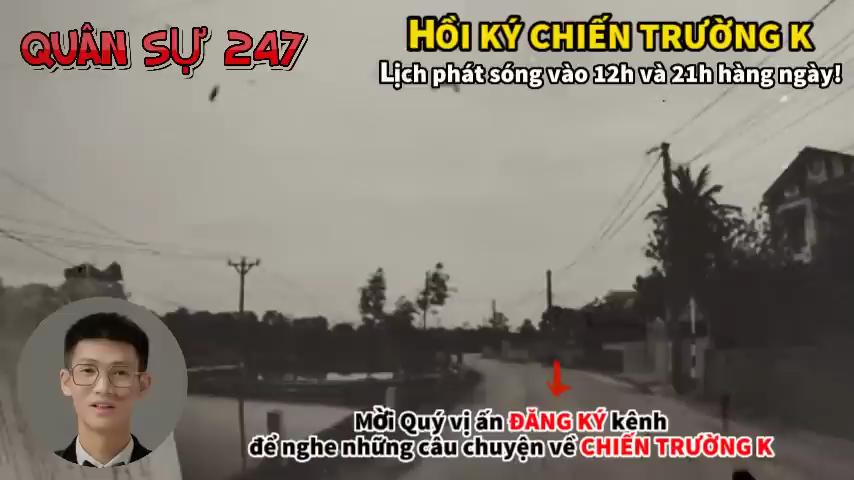 QUÂN SỰ 247
HỒI KÝ CHIẾN TRƯỜNG K
Lịch phát sóng vào 12h và 21h hàng ngày!
Mời Quý vị ấn ĐĂNG KÝ kênh
để nghe những câu chuyện về CHIẾN TRƯỜNG K